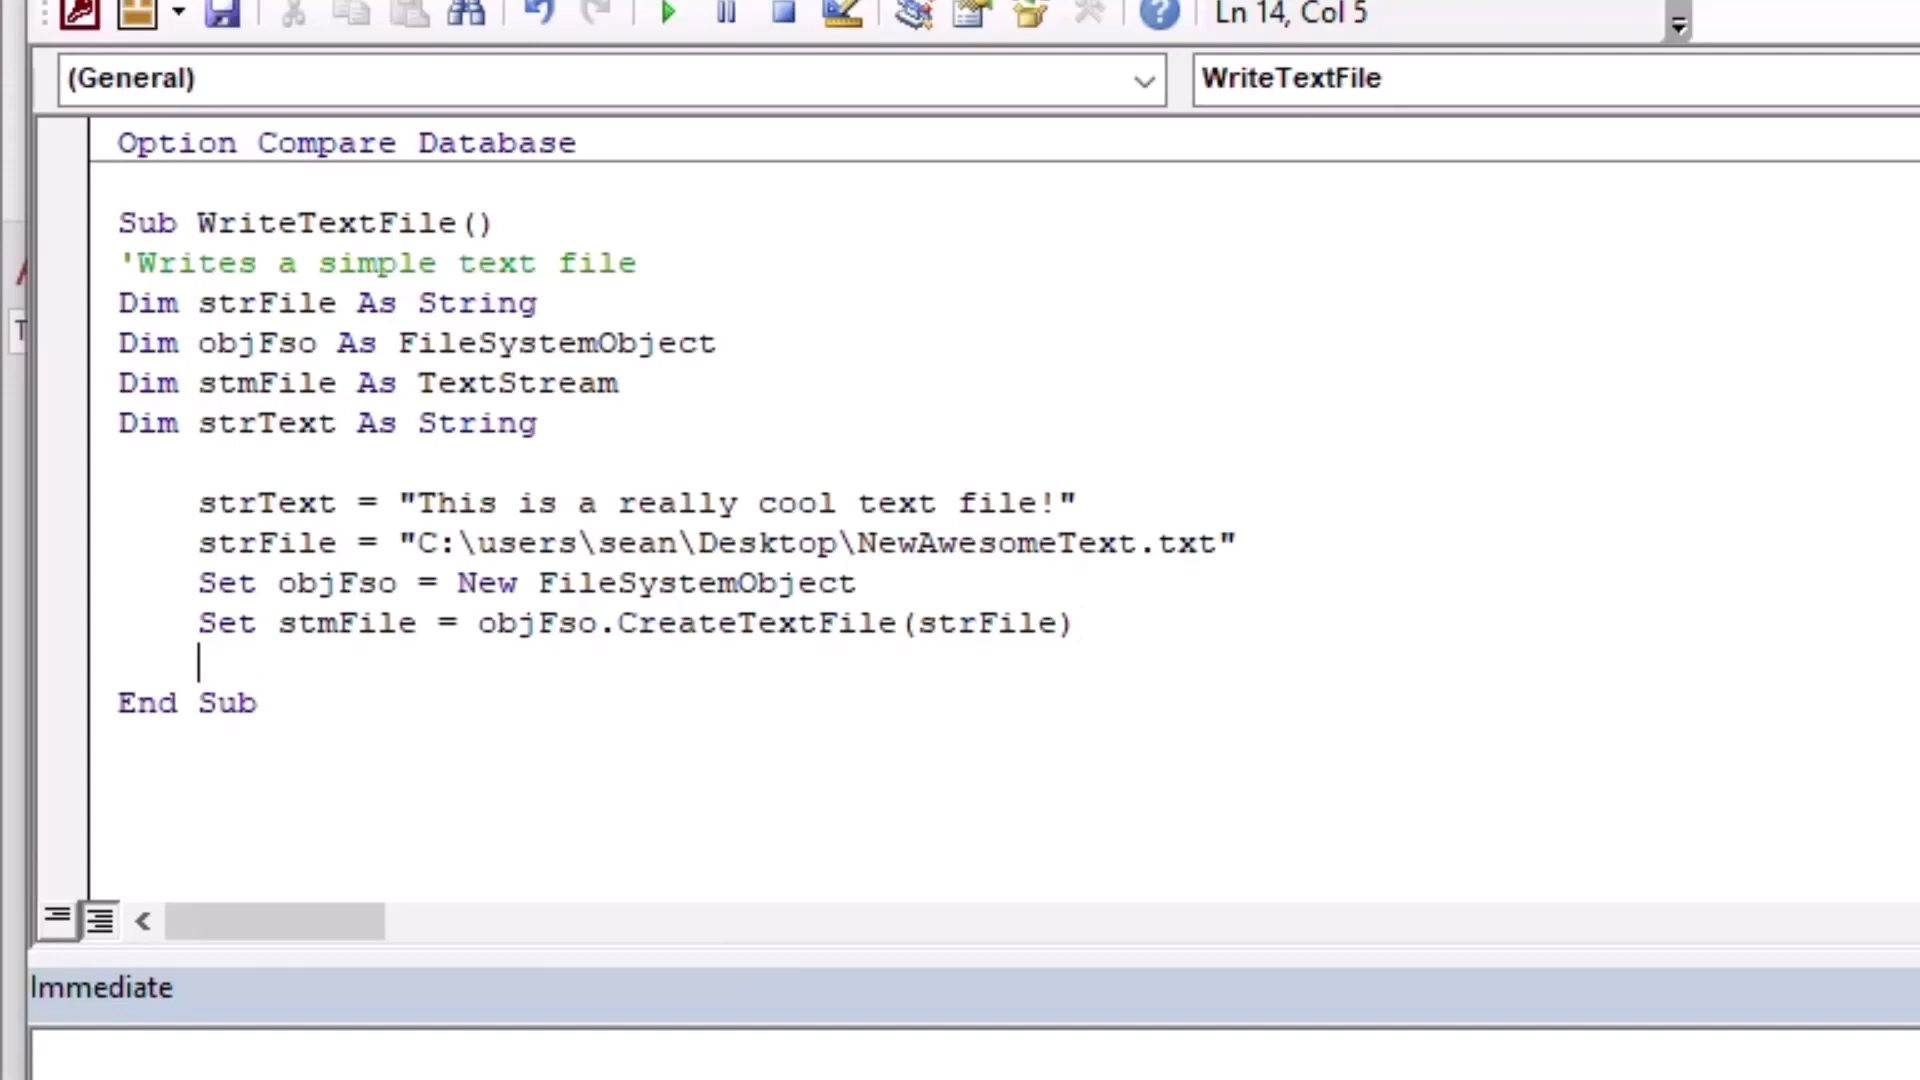 Ln 14, Col 5
(General)
WriteTextFile
Option Compare Database
Sub WriteTextFile()
'Writes a simple text file
Dim strFile As String
Dim objFso As FileSystemObject
Dim stmFile As TextStream
Dim strText As String
strText = "This is a really cool text file!"
strFile = "C:\users\sean\Desktop\NewAwesomeText.txt"
Set objFso = New FileSystemObject
Set stmFile = objFso.CreateTextFile(strFile)
End Sub
Immediate